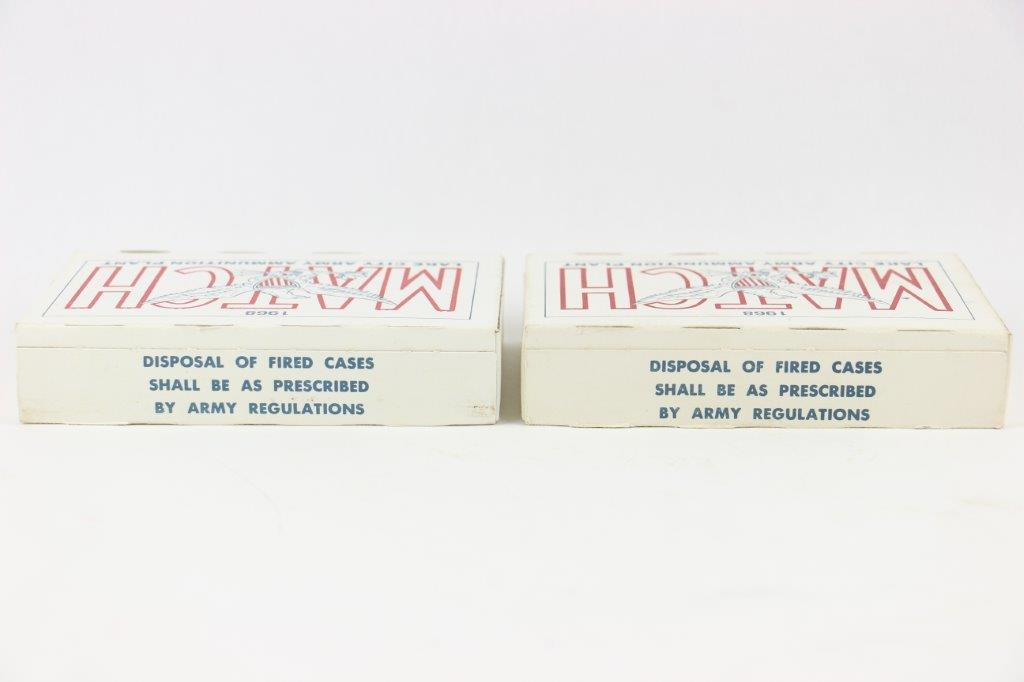 LAKE CITY ARMY AMMUNITION PLANT
MATCH
1968
DISPOSAL OF FIRED CASES
SHALL BE AS PRESCRIBED
BY ARMY REGULATIONS
LAKE CITY ARMY AMMUNITION PLANT
MATCH
1968
DISPOSAL OF FIRED CASES
SHALL BE AS PRESCRIBED
BY ARMY REGULATIONS